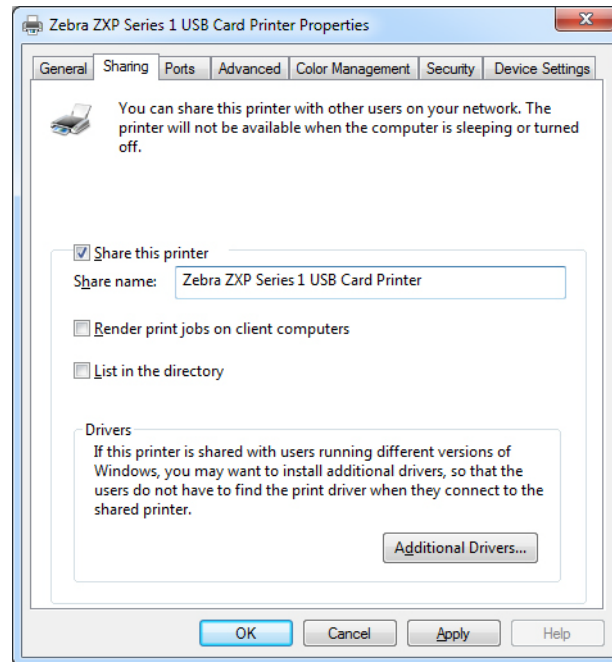 Zebra ZXP Series 1 USB Card Printer Properties
General Sharing Ports Advanced Color Management Security Device Settings
You can share this printer with other users on your network. The
printer will not be available when the computer is sleeping or turned
off.
Share this printer
Share name: Zebra ZXP Series 1 USB Card Printer
Render print jobs on client computers
List in the directory
Drivers
If this printer is shared with users running different versions of
Windows, you may want to install additional drivers, so that the
users do not have to find the print driver when they connect to the
shared printer.
Additional Drivers...
OK Cancel Apply Help